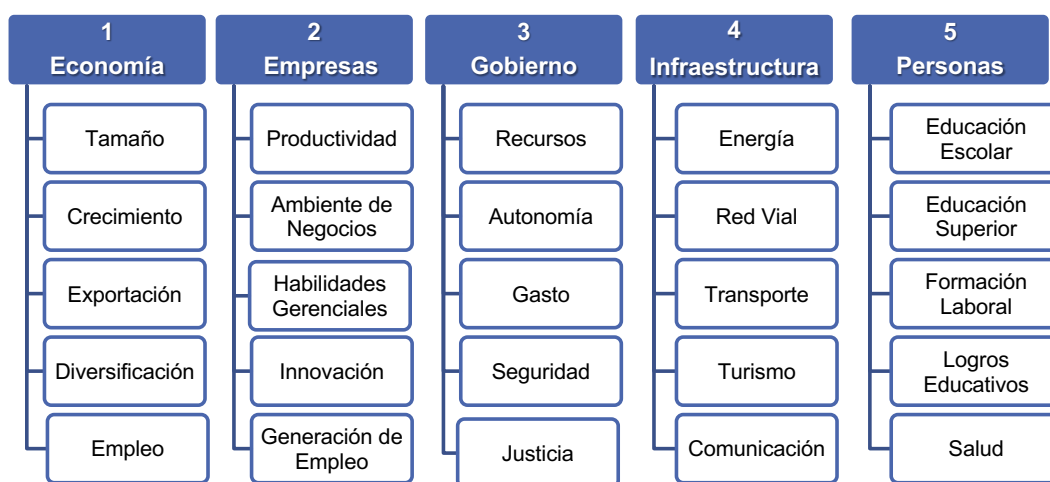 1
Economía
Tamaño
Crecimiento
Exportación
Diversificación
Empleo
2
Empresas
Productividad
Ambiente de
Negocios
Habilidades
Gerenciales
Innovación
Generación de
Empleo
3
Gobierno
Recursos
Autonomía
Gasto
Seguridad
Justicia
4
Infraestructura
Energía
Red Vial
Transporte
Turismo
Comunicación
5
Personas
Educación
Escolar
Educación
Superior
Formación
Laboral
Logros
Educativos
Salud